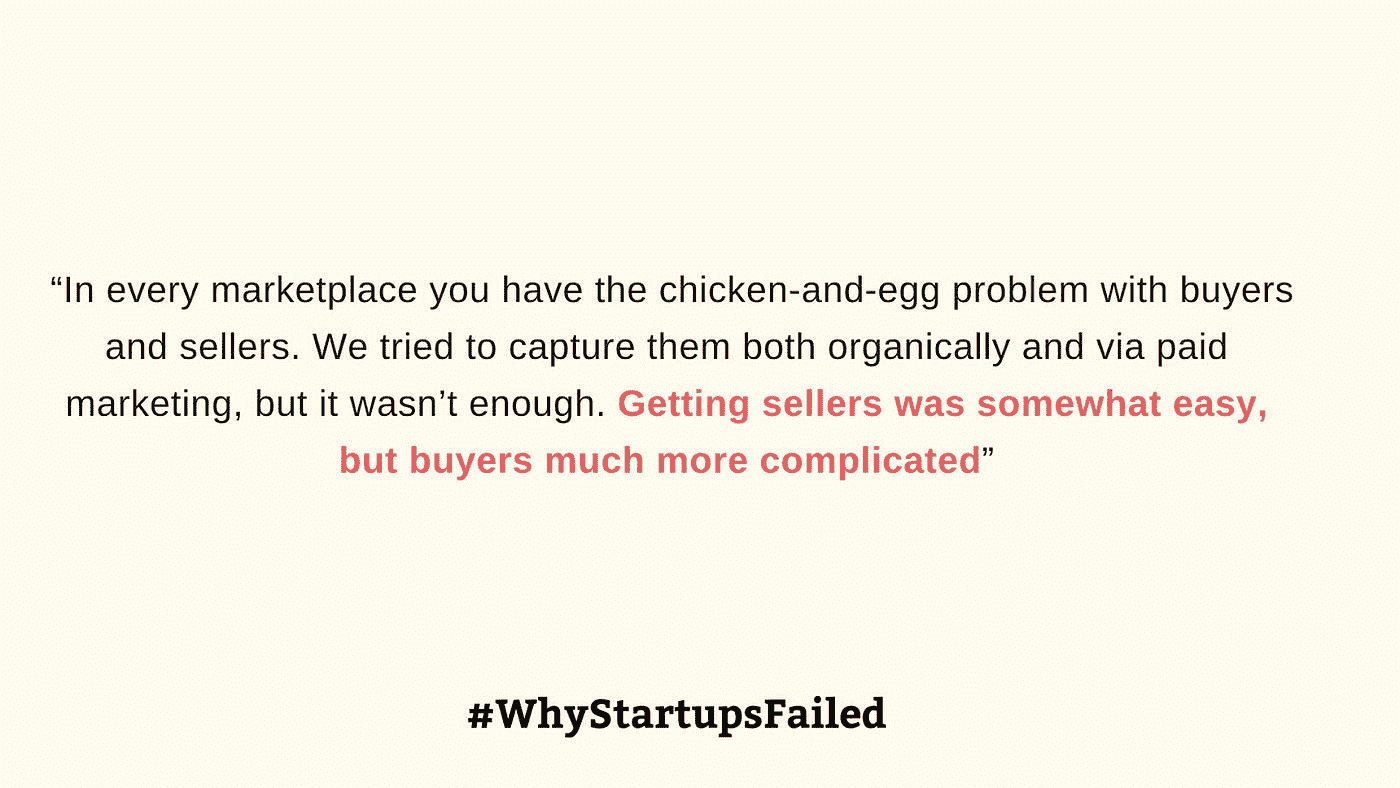 “In every marketplace you have the chicken-and-egg problem with buyers
and sellers. We tried to capture them both organically and via paid
marketing, but it wasn’t enough. Getting sellers was somewhat easy,
but buyers much more complicated”
#WhyStartupsFailed